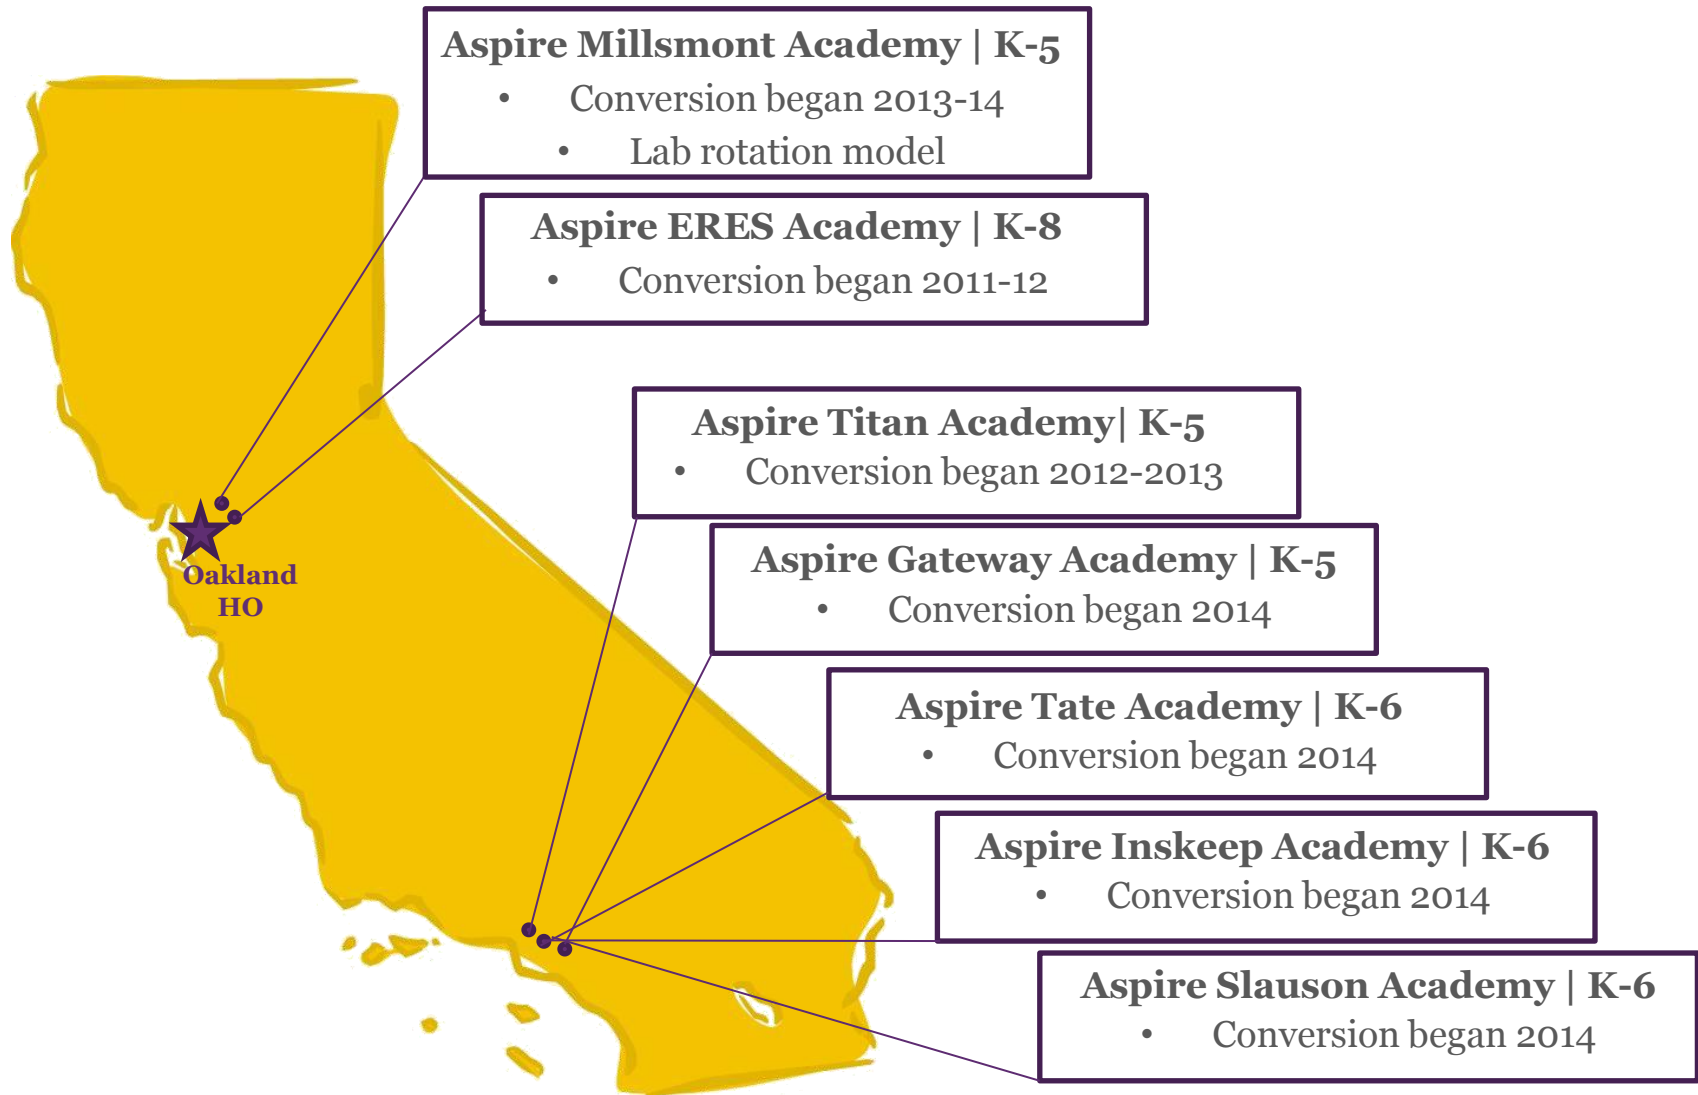 Aspire Millsmont Academy | K-5
• Conversion began 2013-14
• Lab rotation model
Aspire ERES Academy | K-8
• Conversion began 2011-12
Aspire Titan Academy| K-5
• Conversion began 2012-2013
Aspire Gateway Academy | K-5
• Conversion began 2014
Oakland
HO
Aspire Tate Academy | K-6
• Conversion began 2014
Aspire Inskeep Academy | K-6
• Conversion began 2014
Aspire Slauson Academy | K-6
• Conversion began 2014